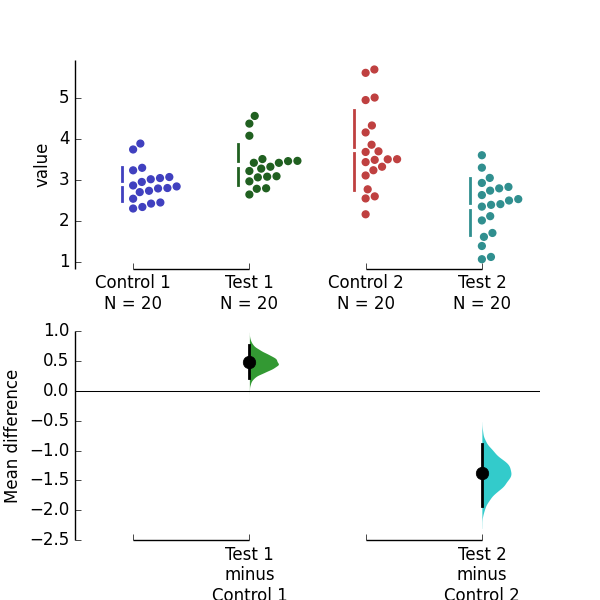 value
5
4
3
2
1
Control 1
N = 20
Test 1
N = 20
Control 2
N = 20
Test 2
N = 20
Mean difference
1.0
0.5
0.0
−0.5
−1.0
−1.5
−2.0
−2.5
Test 1
minus
Control 1
Test 2
minus
Control 2